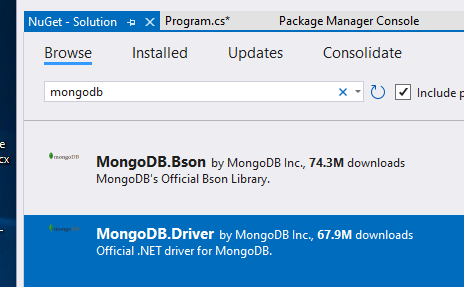 NuGet - Solution
Program.cs*
Package Manager Console
Browse
Installed
Updates
Consolidate
mongodb
Include p
mongoDB
MongoDB.Bson by MongoDB Inc., 74.3M downloads
MongoDB's Official Bson Library.
MongoDB.Driver by MongoDB Inc., 67.9M downloads
Official .NET driver for MongoDB.
e
cx